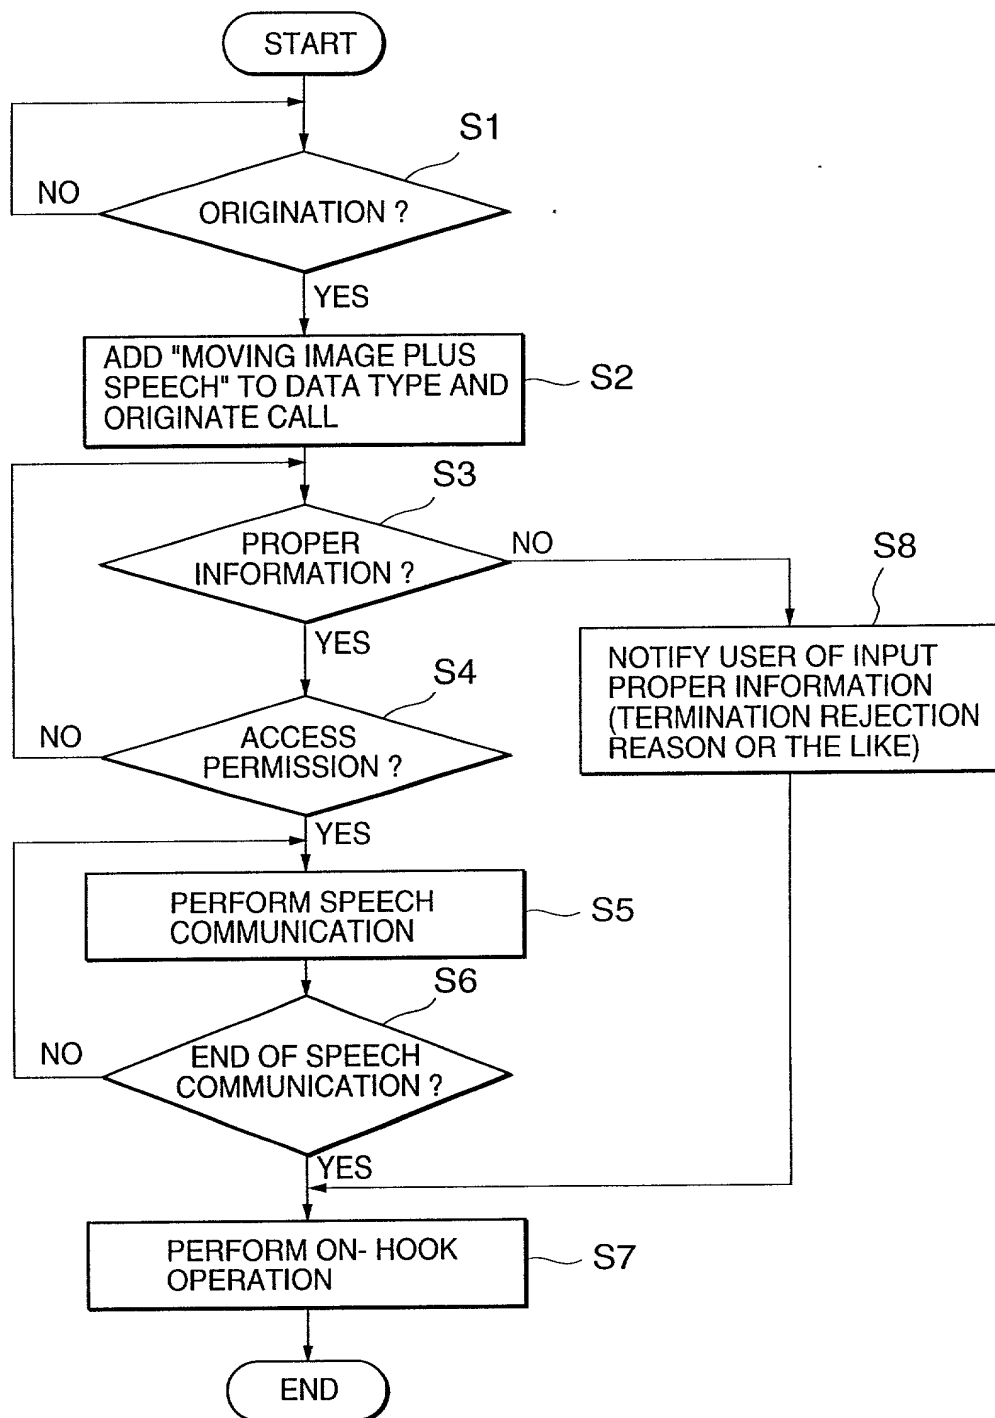 START
S1
NO
ORIGINATION ?
YES
ADD "MOVING IMAGE PLUS
SPEECH" TO DATA TYPE AND
ORIGINATE CALL
S2
S3
PROPER
INFORMATION ?
NO
YES
S8
NOTIFY USER OF INPUT
PROPER INFORMATION
(TERMINATION REJECTION
REASON OR THE LIKE)
S4
NO
ACCESS
PERMISSION ?
YES
PERFORM SPEECH
COMMUNICATION
S5
S6
NO
END OF SPEECH
COMMUNICATION ?
YES
PERFORM ON- HOOK
OPERATION
S7
END